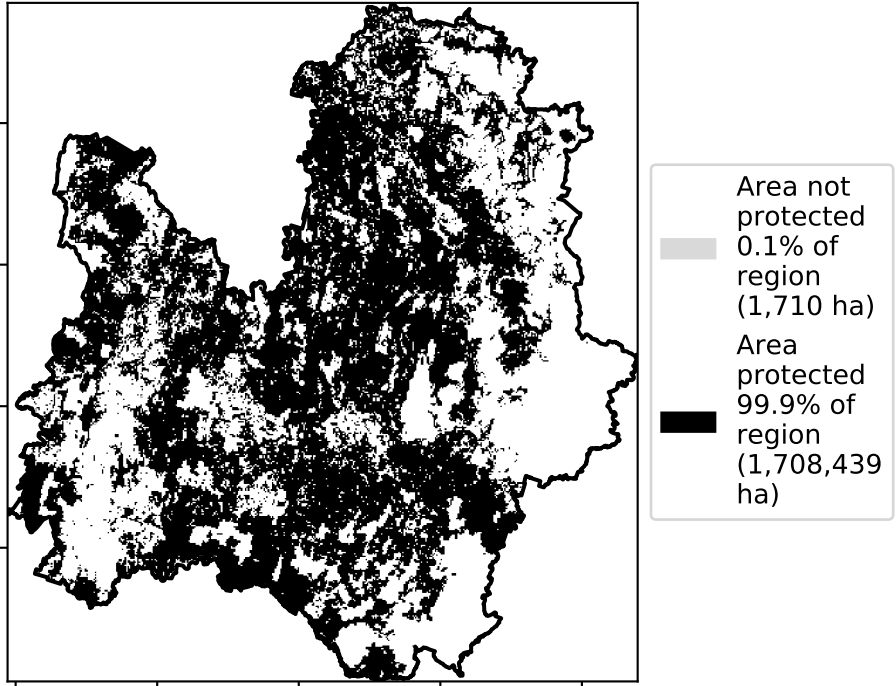 Area not
protected
0.1% of
region
(1,710 ha)
Area
protected
99.9% of
region
(1,708,439
ha)